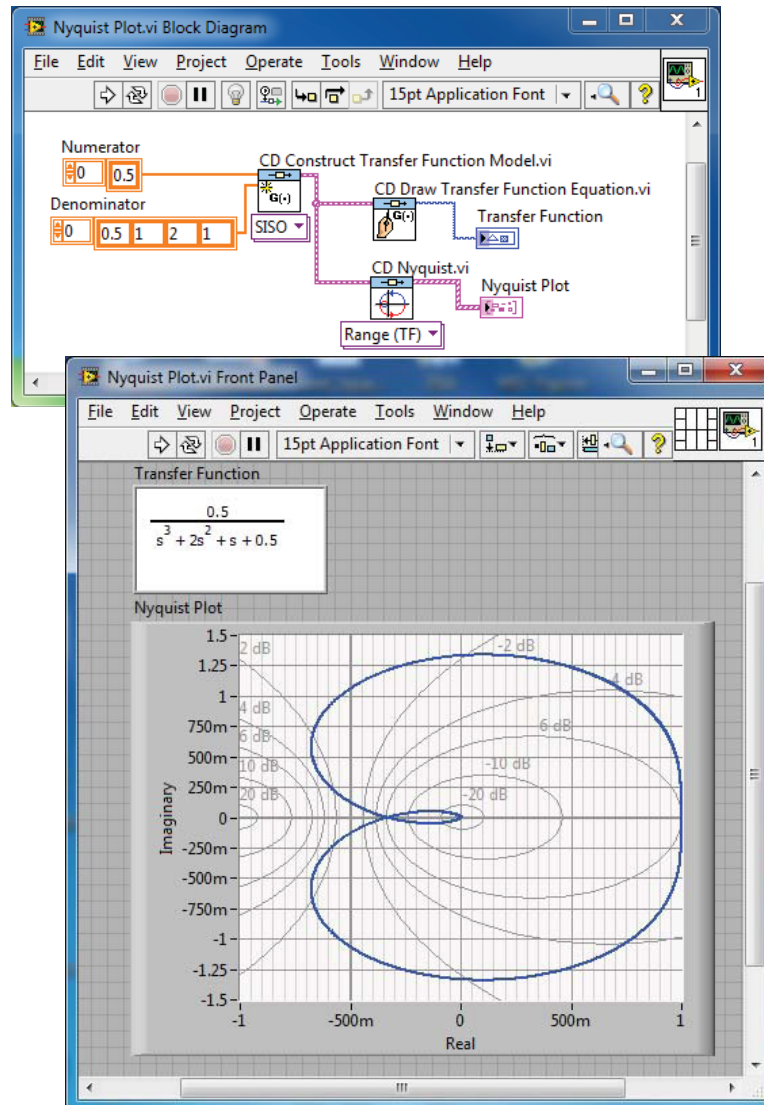 Nyquist Plot.vi Block Diagram
File Edit View Project Operate Tools Window Help
15pt Application Font
1
Numerator
0 0.5
CD Construct Transfer Function Model.vi
G(·)
SISO
Denominator
0 0.5 1 2 1
CD Draw Transfer Function Equation.vi
G(·)
Transfer Function
CD Nyquist.vi
Nyquist Plot
Range (TF)
Nyquist Plot.vi Front Panel
File Edit View Project Operate Tools Window Help
15pt Application Font
1
Transfer Function
0.5
s3 + 2s2 + s + 0.5
Nyquist Plot
1.5
1.25
1
750m
500m
250m
0
-250m
-500m
-750m
-1
-1.25
-1.5
2 dB
4 dB
6 dB
10 dB
20 dB
-2 dB
4 dB
6 dB
-10 dB
-20 dB
Imaginary
-1 -500m 0 500m 1
Real